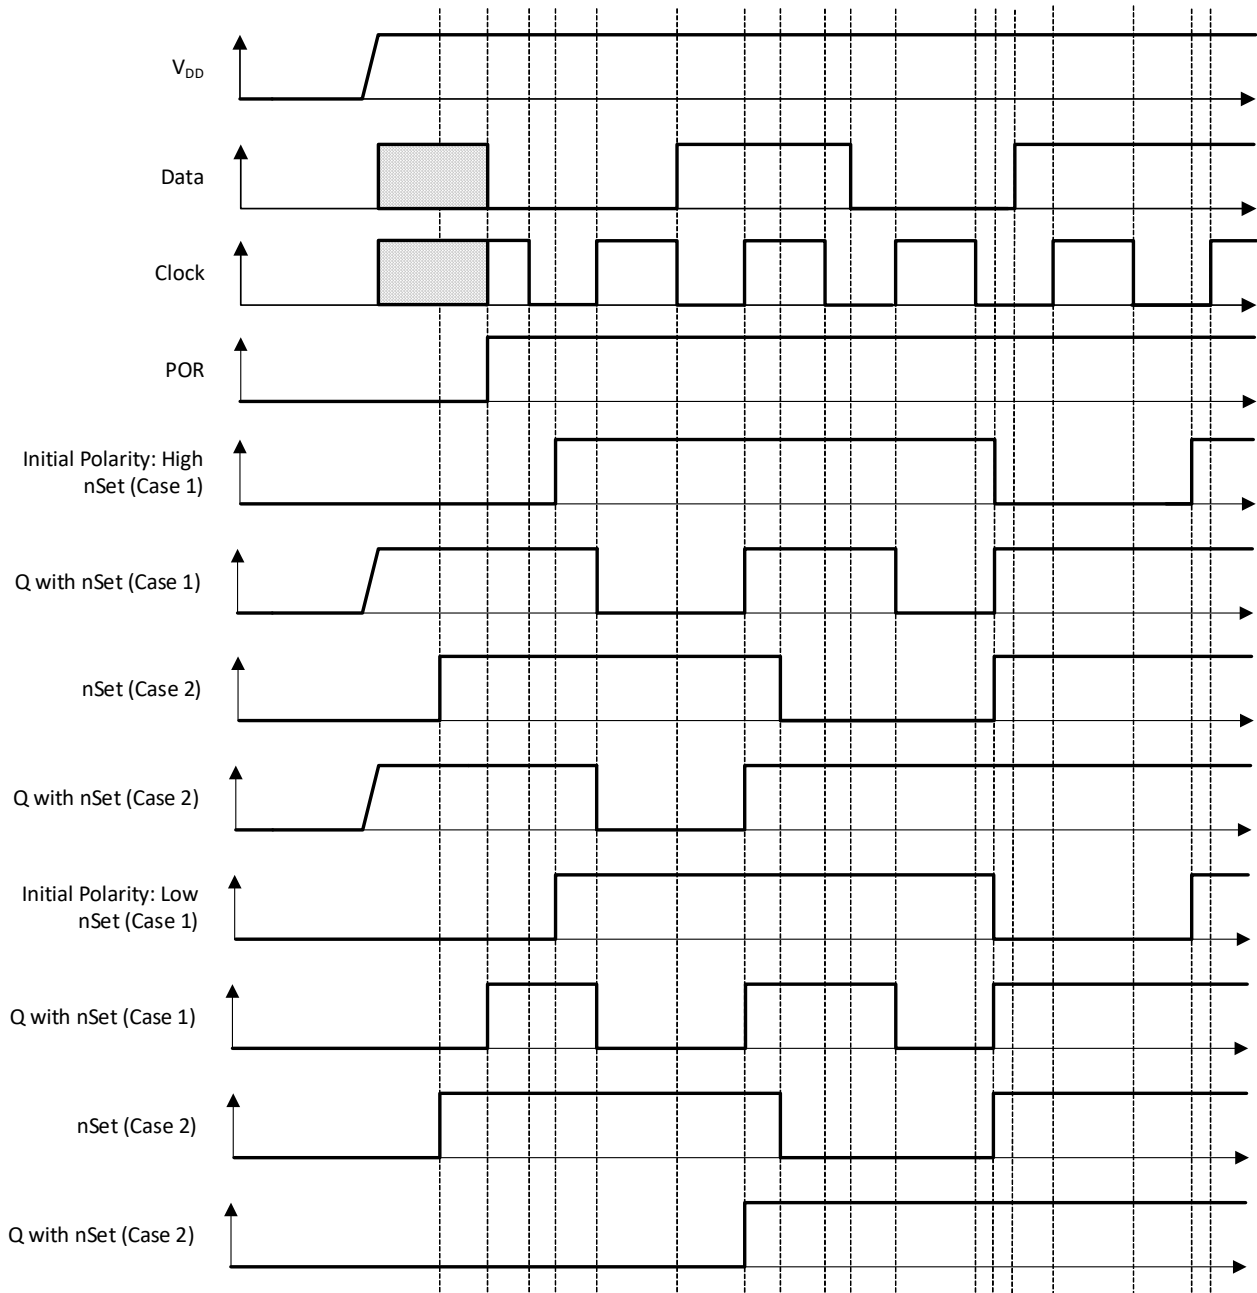 VDD
Data
Clock
POR
Initial Polarity: High
nSet (Case 1)
Q with nSet (Case 1)
nSet (Case 2)
Q with nSet (Case 2)
Initial Polarity: Low
nSet (Case 1)
Q with nSet (Case 1)
nSet (Case 2)
Q with nSet (Case 2)